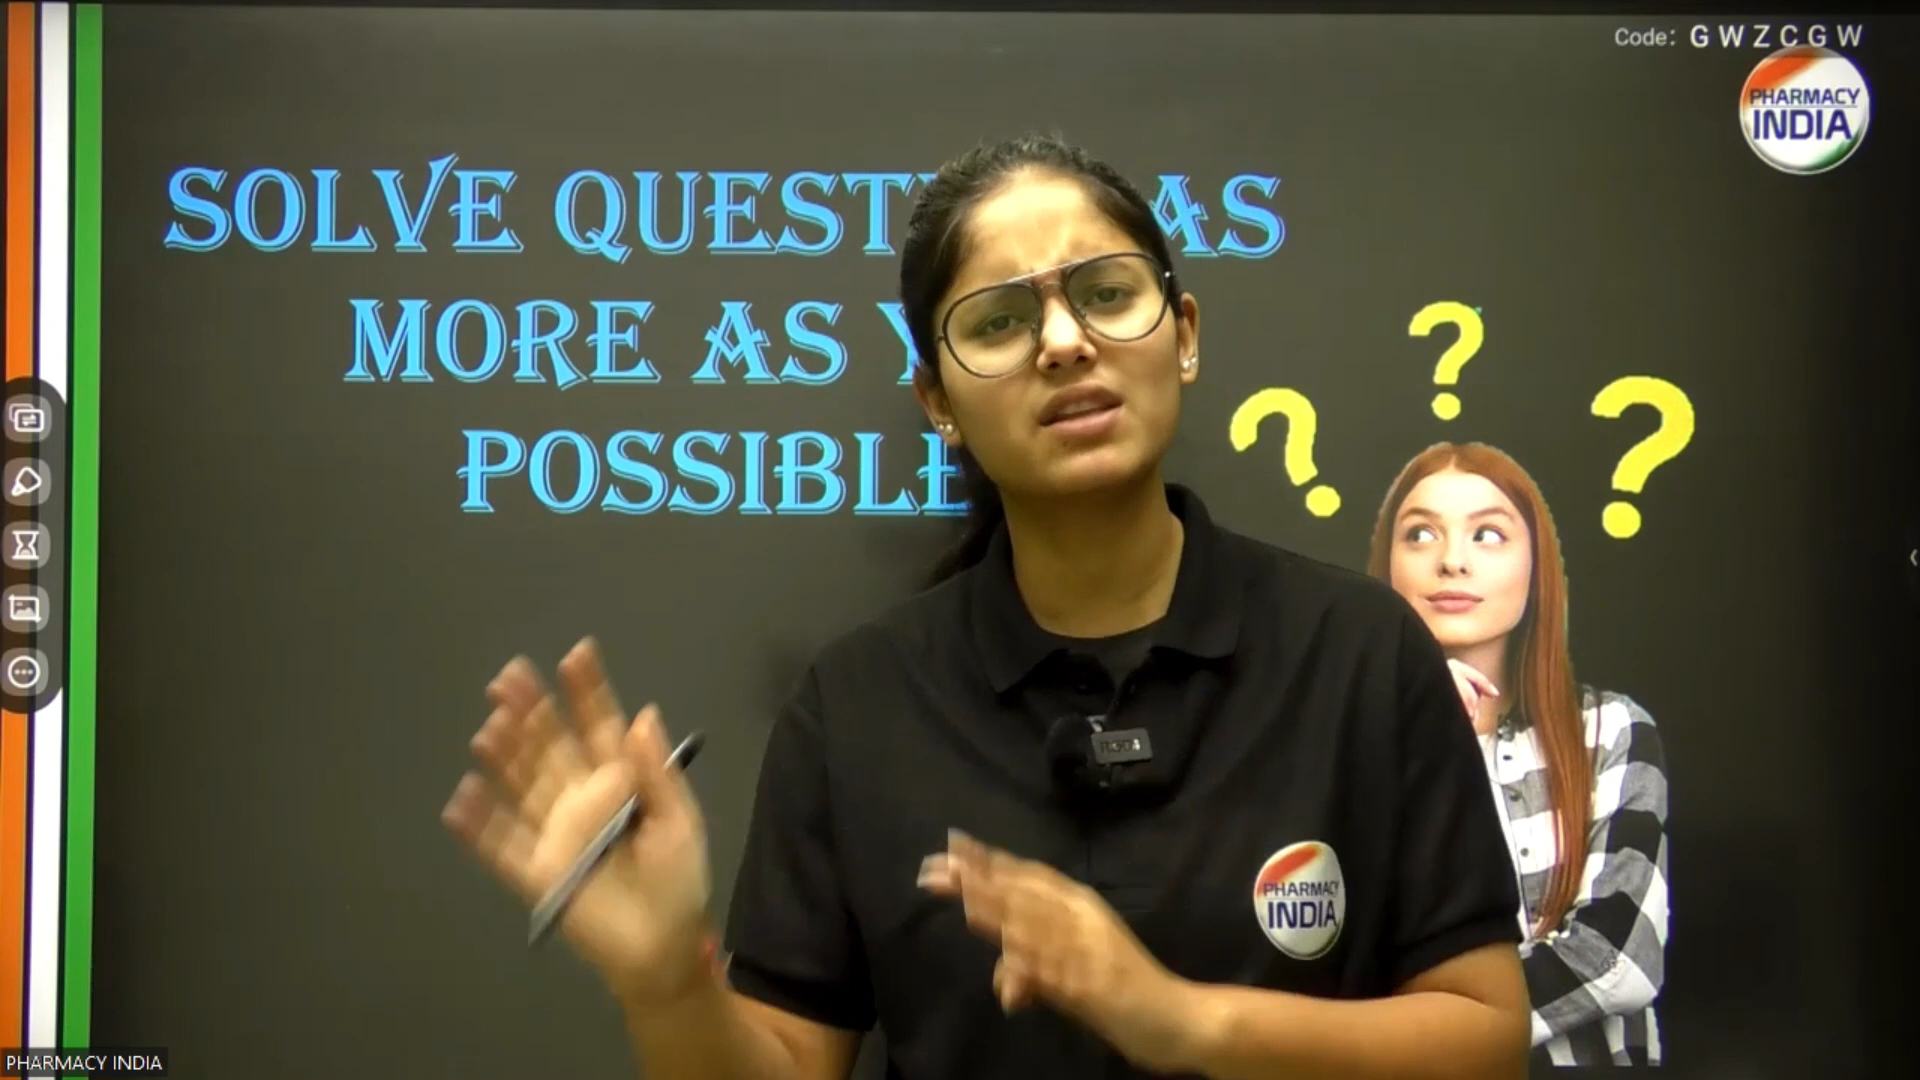 Code: GWZCGW
PHARMACY
INDIA
SOLVE QUEST AS
MORE AS
POSSIBLE
PHARMACY
INDIA
PHARMACY INDIA